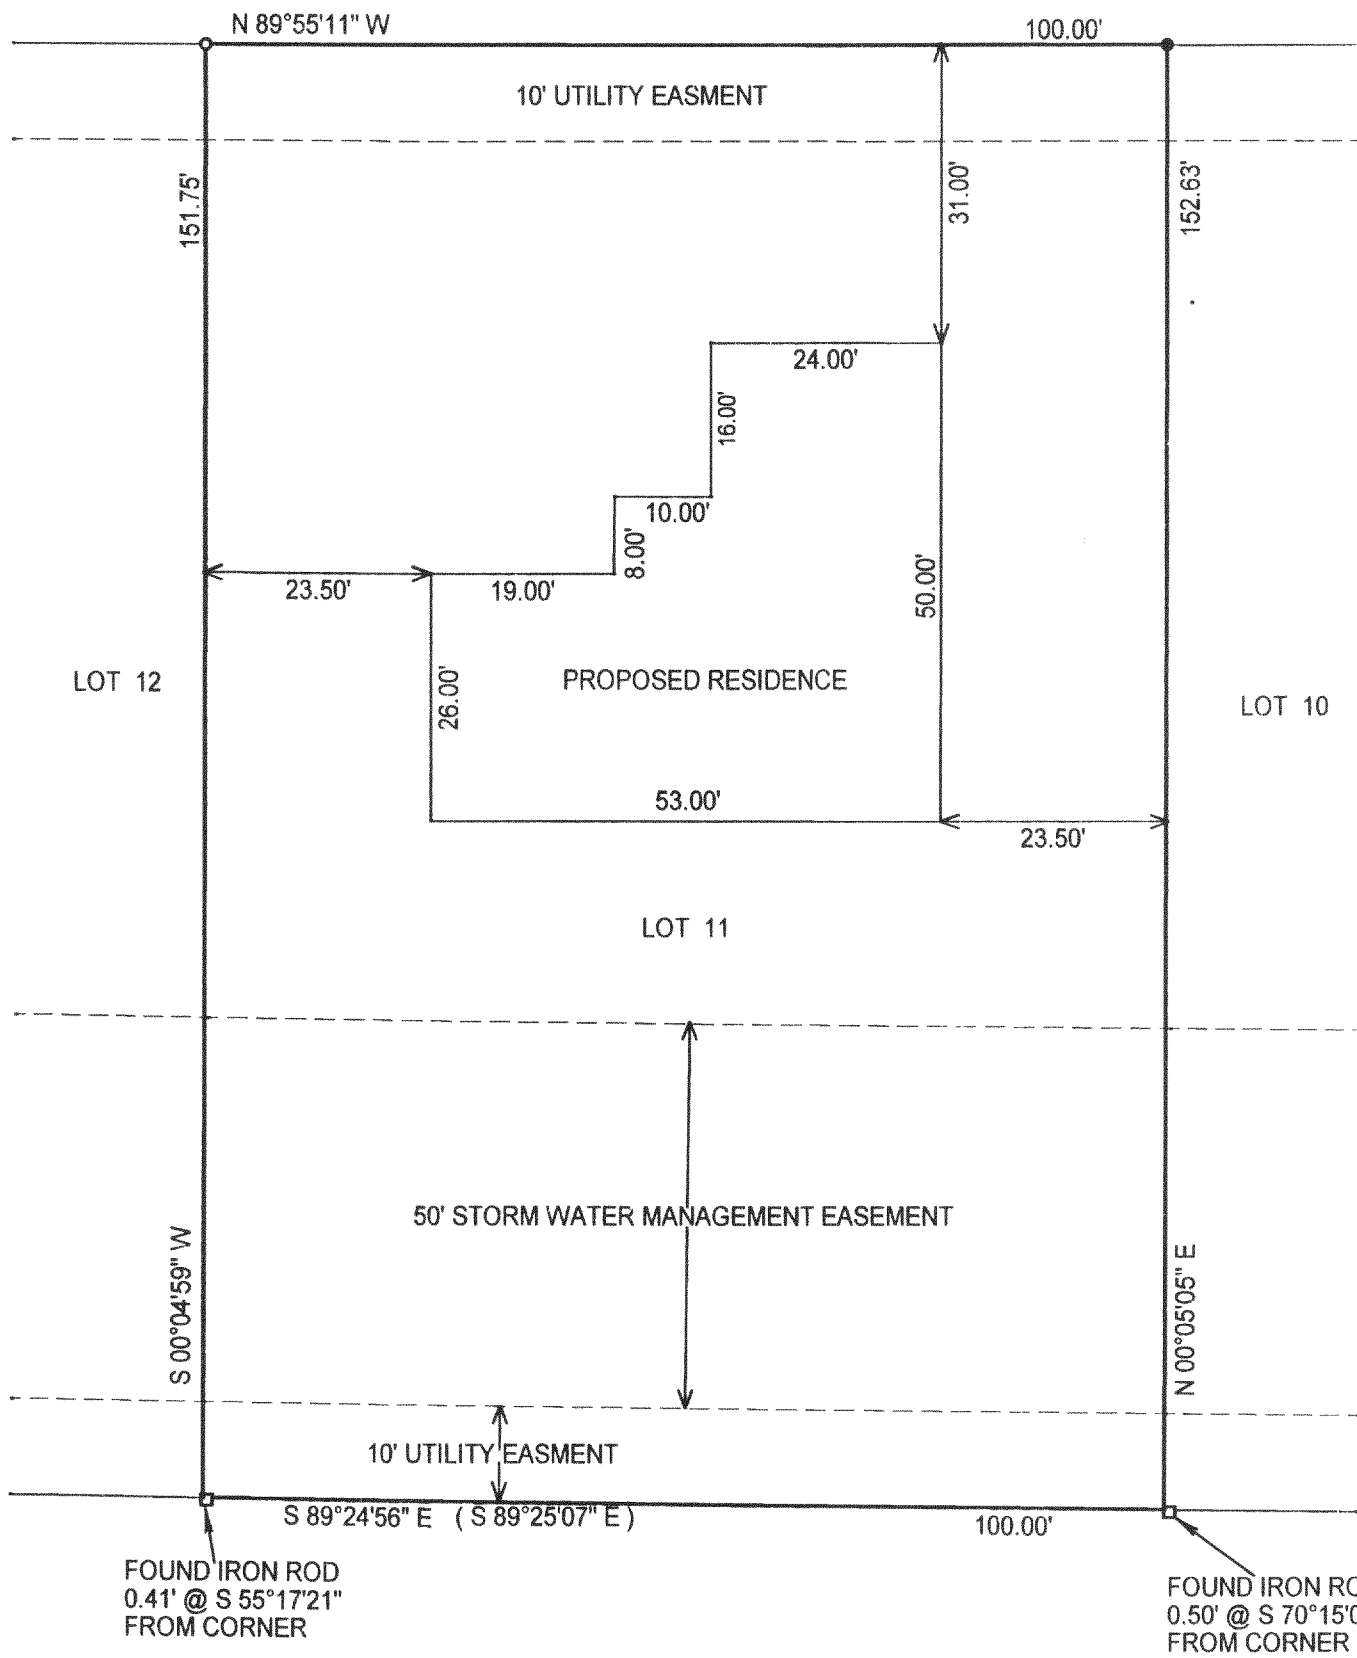 N 89°55'11" W
100.00'
10' UTILITY EASMENT
151.75'
31.00'
152.63'
24.00'
16.00'
10.00'
8.00'
23.50'
19.00'
50.00'
LOT 12
26.00'
PROPOSED RESIDENCE
LOT 10
53.00'
23.50'
LOT 11
50' STORM WATER MANAGEMENT EASEMENT
S 00°04'59" W
N 00°05'05" E
10' UTILITY EASMENT
S 89°24'56" E ( S 89°25'07" E )
100.00'
FOUND IRON ROD
0.41' @ S 55°17'21"
FROM CORNER
FOUND IRON
0.50' @ S
FROM CORNER